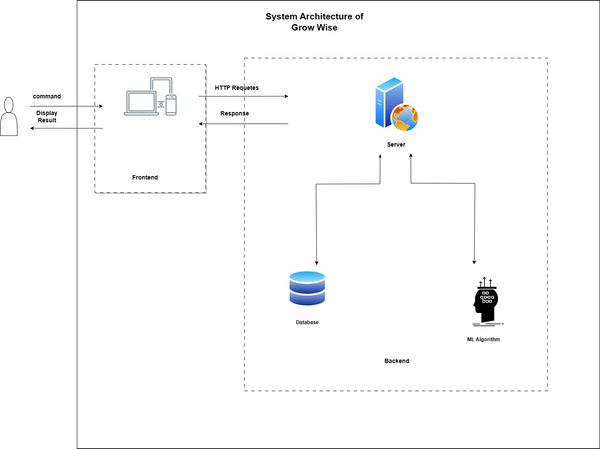 System Architecture of
Grow Wise
command
Display
Result
HTTP Requetes
Response
Server
Frontend
Database
ML Algorithm
Backend